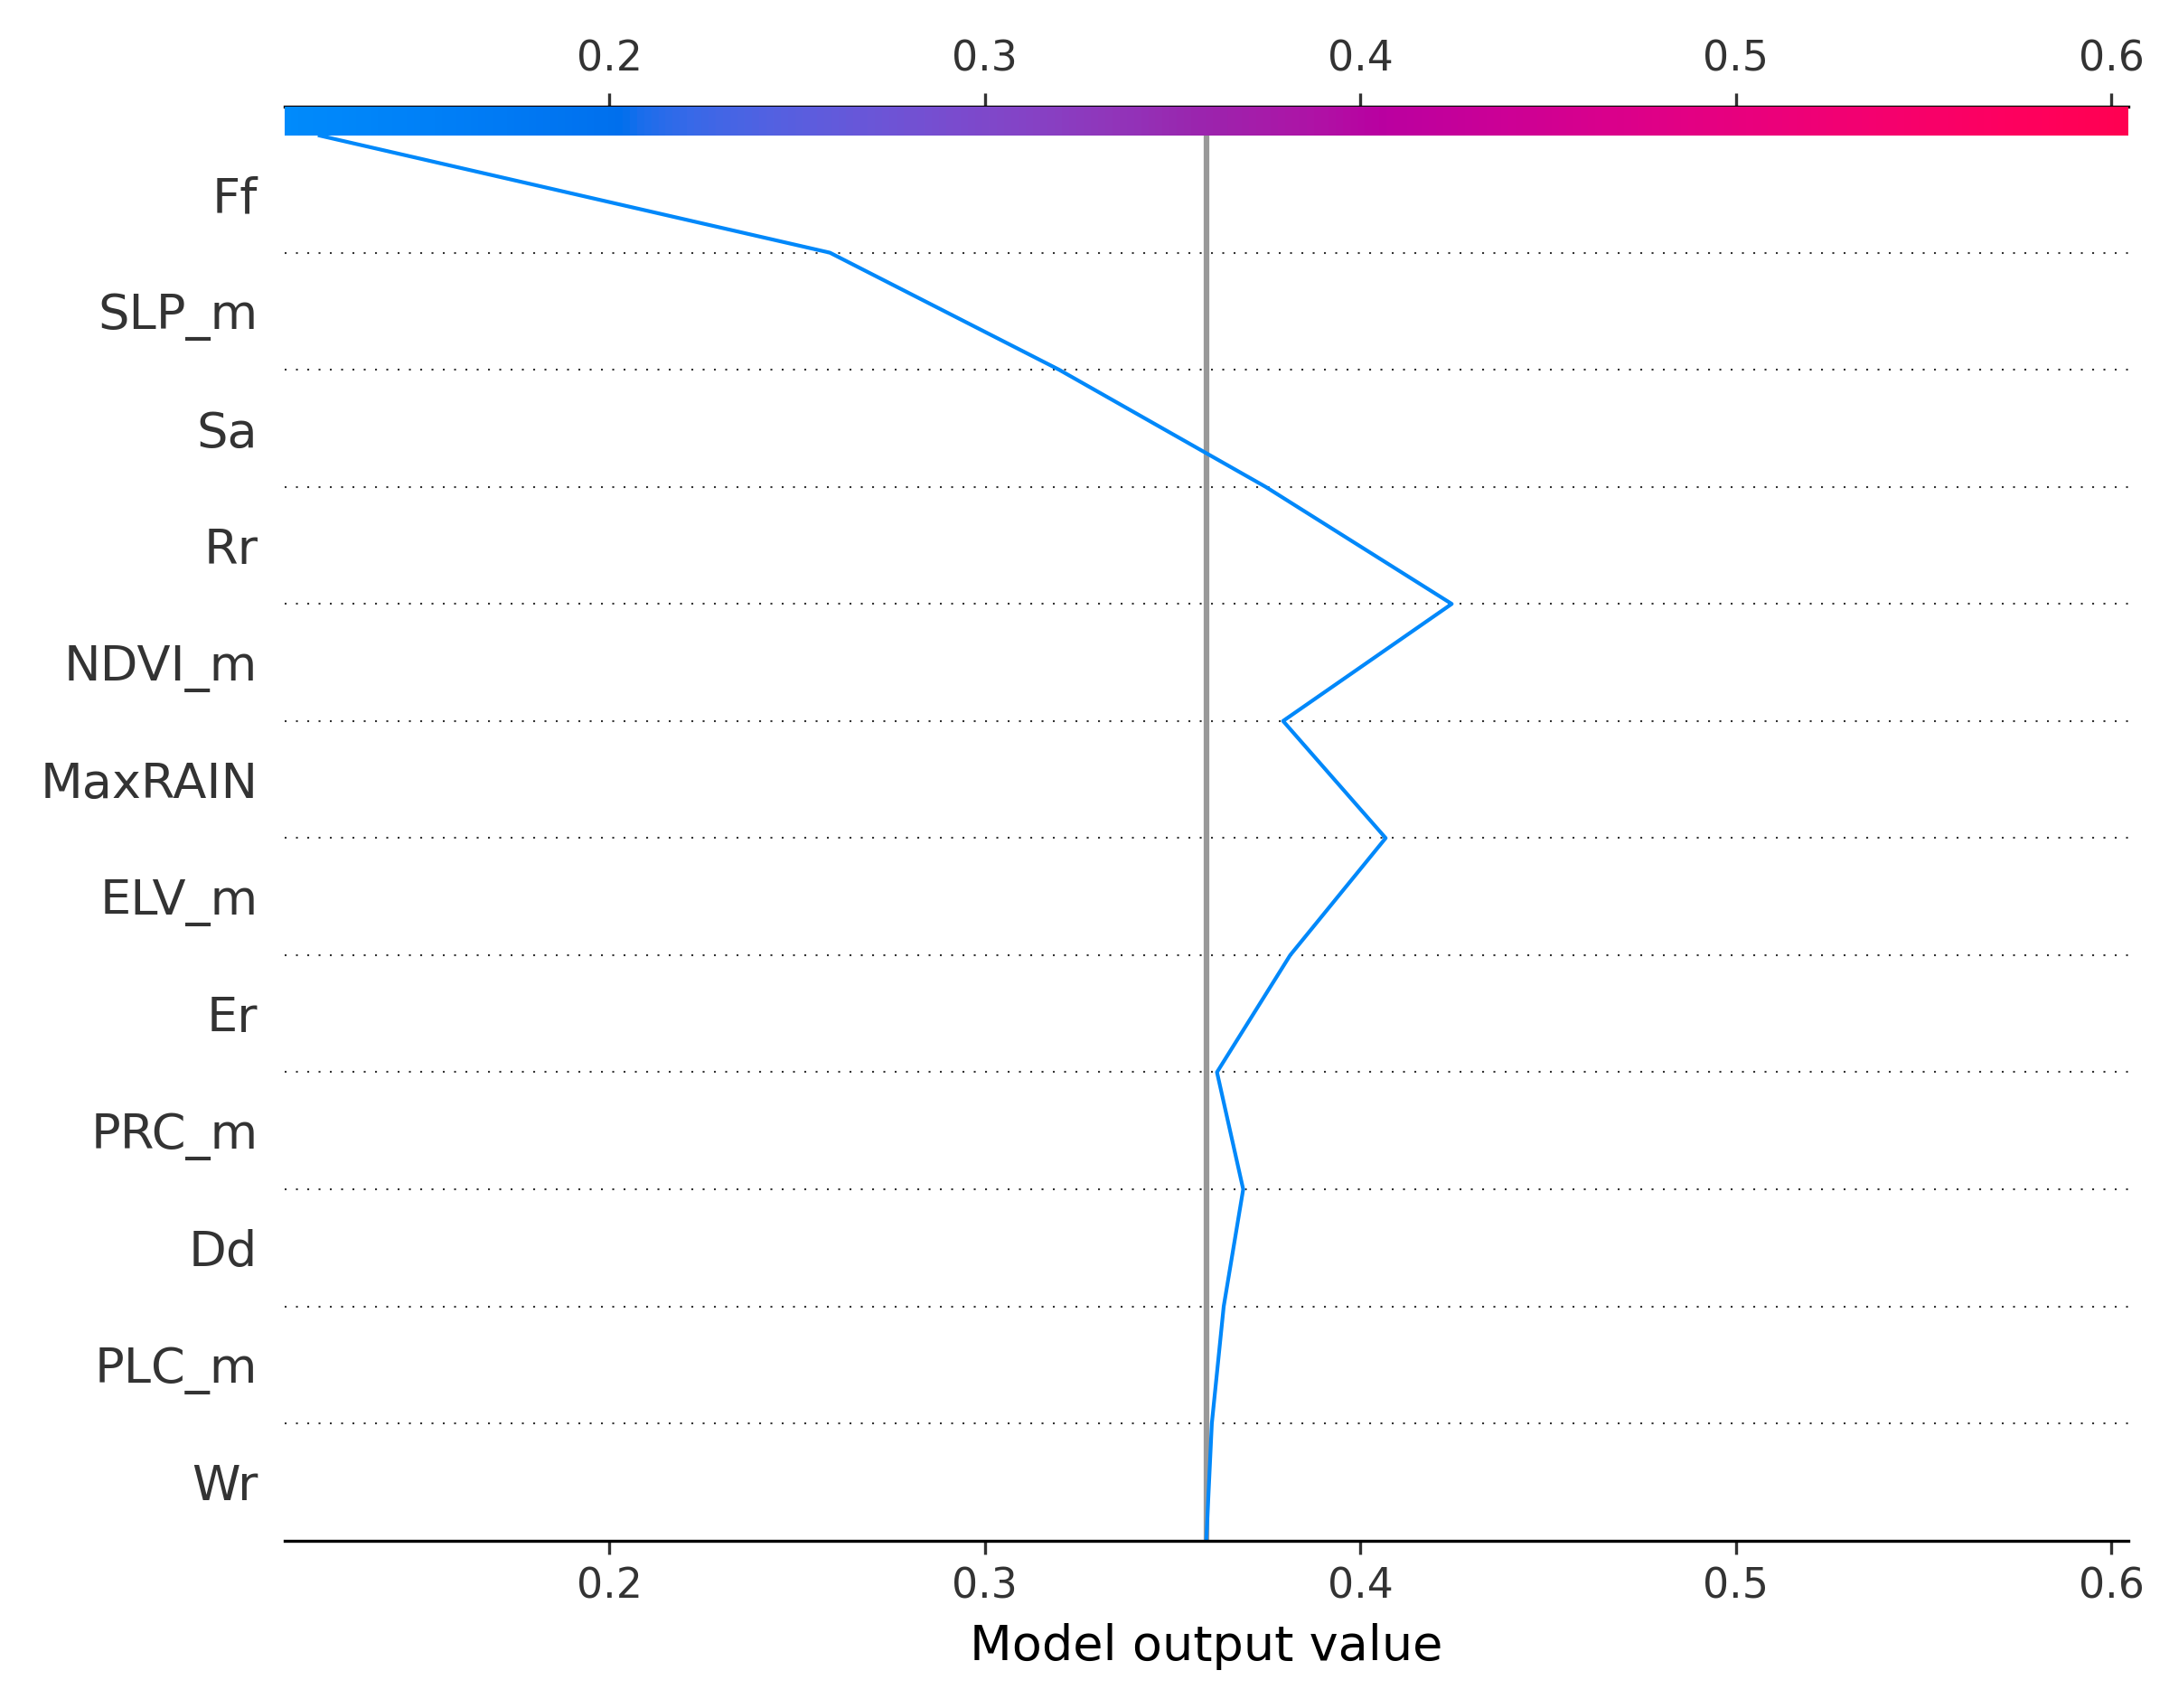 0.2 0.3 0.4 0.5 0.6
Ff
SLP_m
Sa
Rr
NDVI_m
MaxRAIN
ELV_m
Er
PRC_m
Dd
PLC_m
Wr
0.2 0.3 0.4 0.5 0.6
Model output value